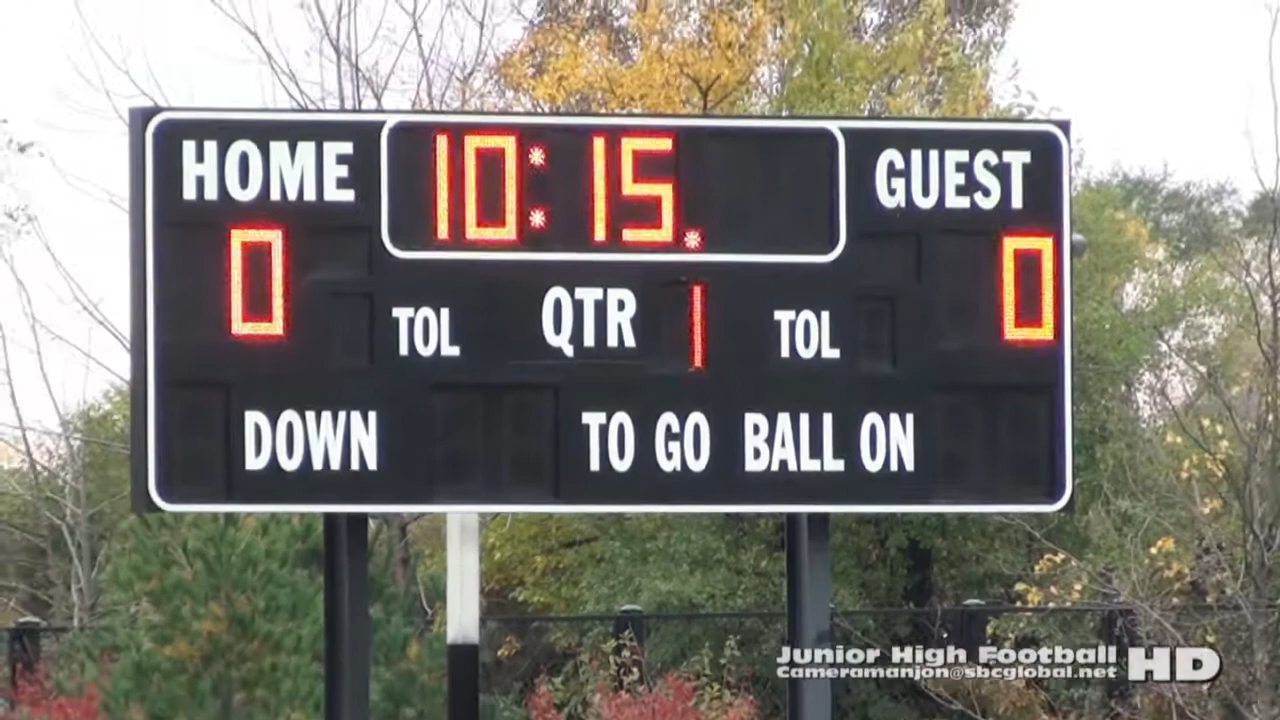 HOME 10:15. GUEST
0 0
TOL QTR 1 TOL
DOWN TO GO BALL ON
Junior High Football HD
Cameramanjon@sbcglobal.net